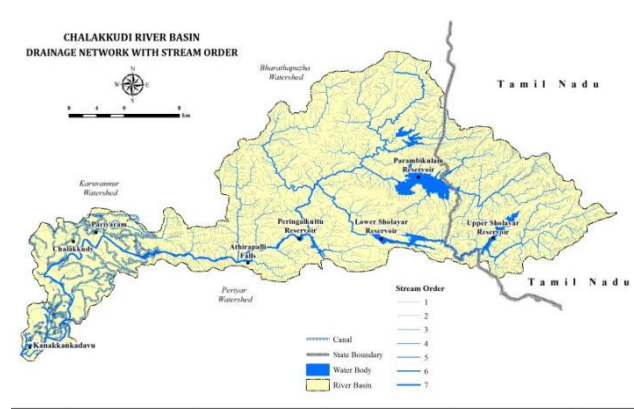 CHALAKKUDI RIVER BASIN
DRAINAGE NETWORK WITH STREAM ORDER
N
W
E
S
km
Bharathapuzha
Watershed
Tamil Nadu
Karuvannur
Watershed
Parambikulam
Reservoir
Pariyaram
Chalakkudy
Peringalkuttu
Reservoir
Lower Sholayar
Reservoir
Upper Sholayar
Reservoir
Athirapalli
Falls
Periyar
Watershed
Tamil Nadu
Kanakkankadavu
Canal
State Boundary
Water Body
River Basin
Stream Order
1
2
3
4
5
6
7